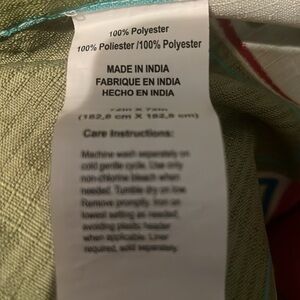 100% Polyester
100% Poliester /100% Polyester
MADE IN INDIA
FABRIQUE EN INDIA
HECHO EN INDIA
72in X 72in
(182,8 cm X 182,8 cm)
Care Instructions:
Machine wash separately on
cold gentle cycle. Use only
non-chlorine bleach when
needed. Tumble dry on low.
Remove promptly. Iron on
lowest setting as needed,
avoiding plastic header
when applicable. Liner
required, sold separately.